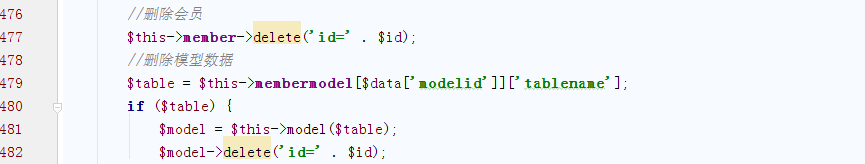 476 //删除会员
477 $this->member->delete('id=' . $id);
478 //删除模型数据
479 $table = $this->membermodel[$data['modelid']]['tablename'];
480 if ($table) {
481 $model = $this->model($table);
482 $model->delete('id=' . $id);